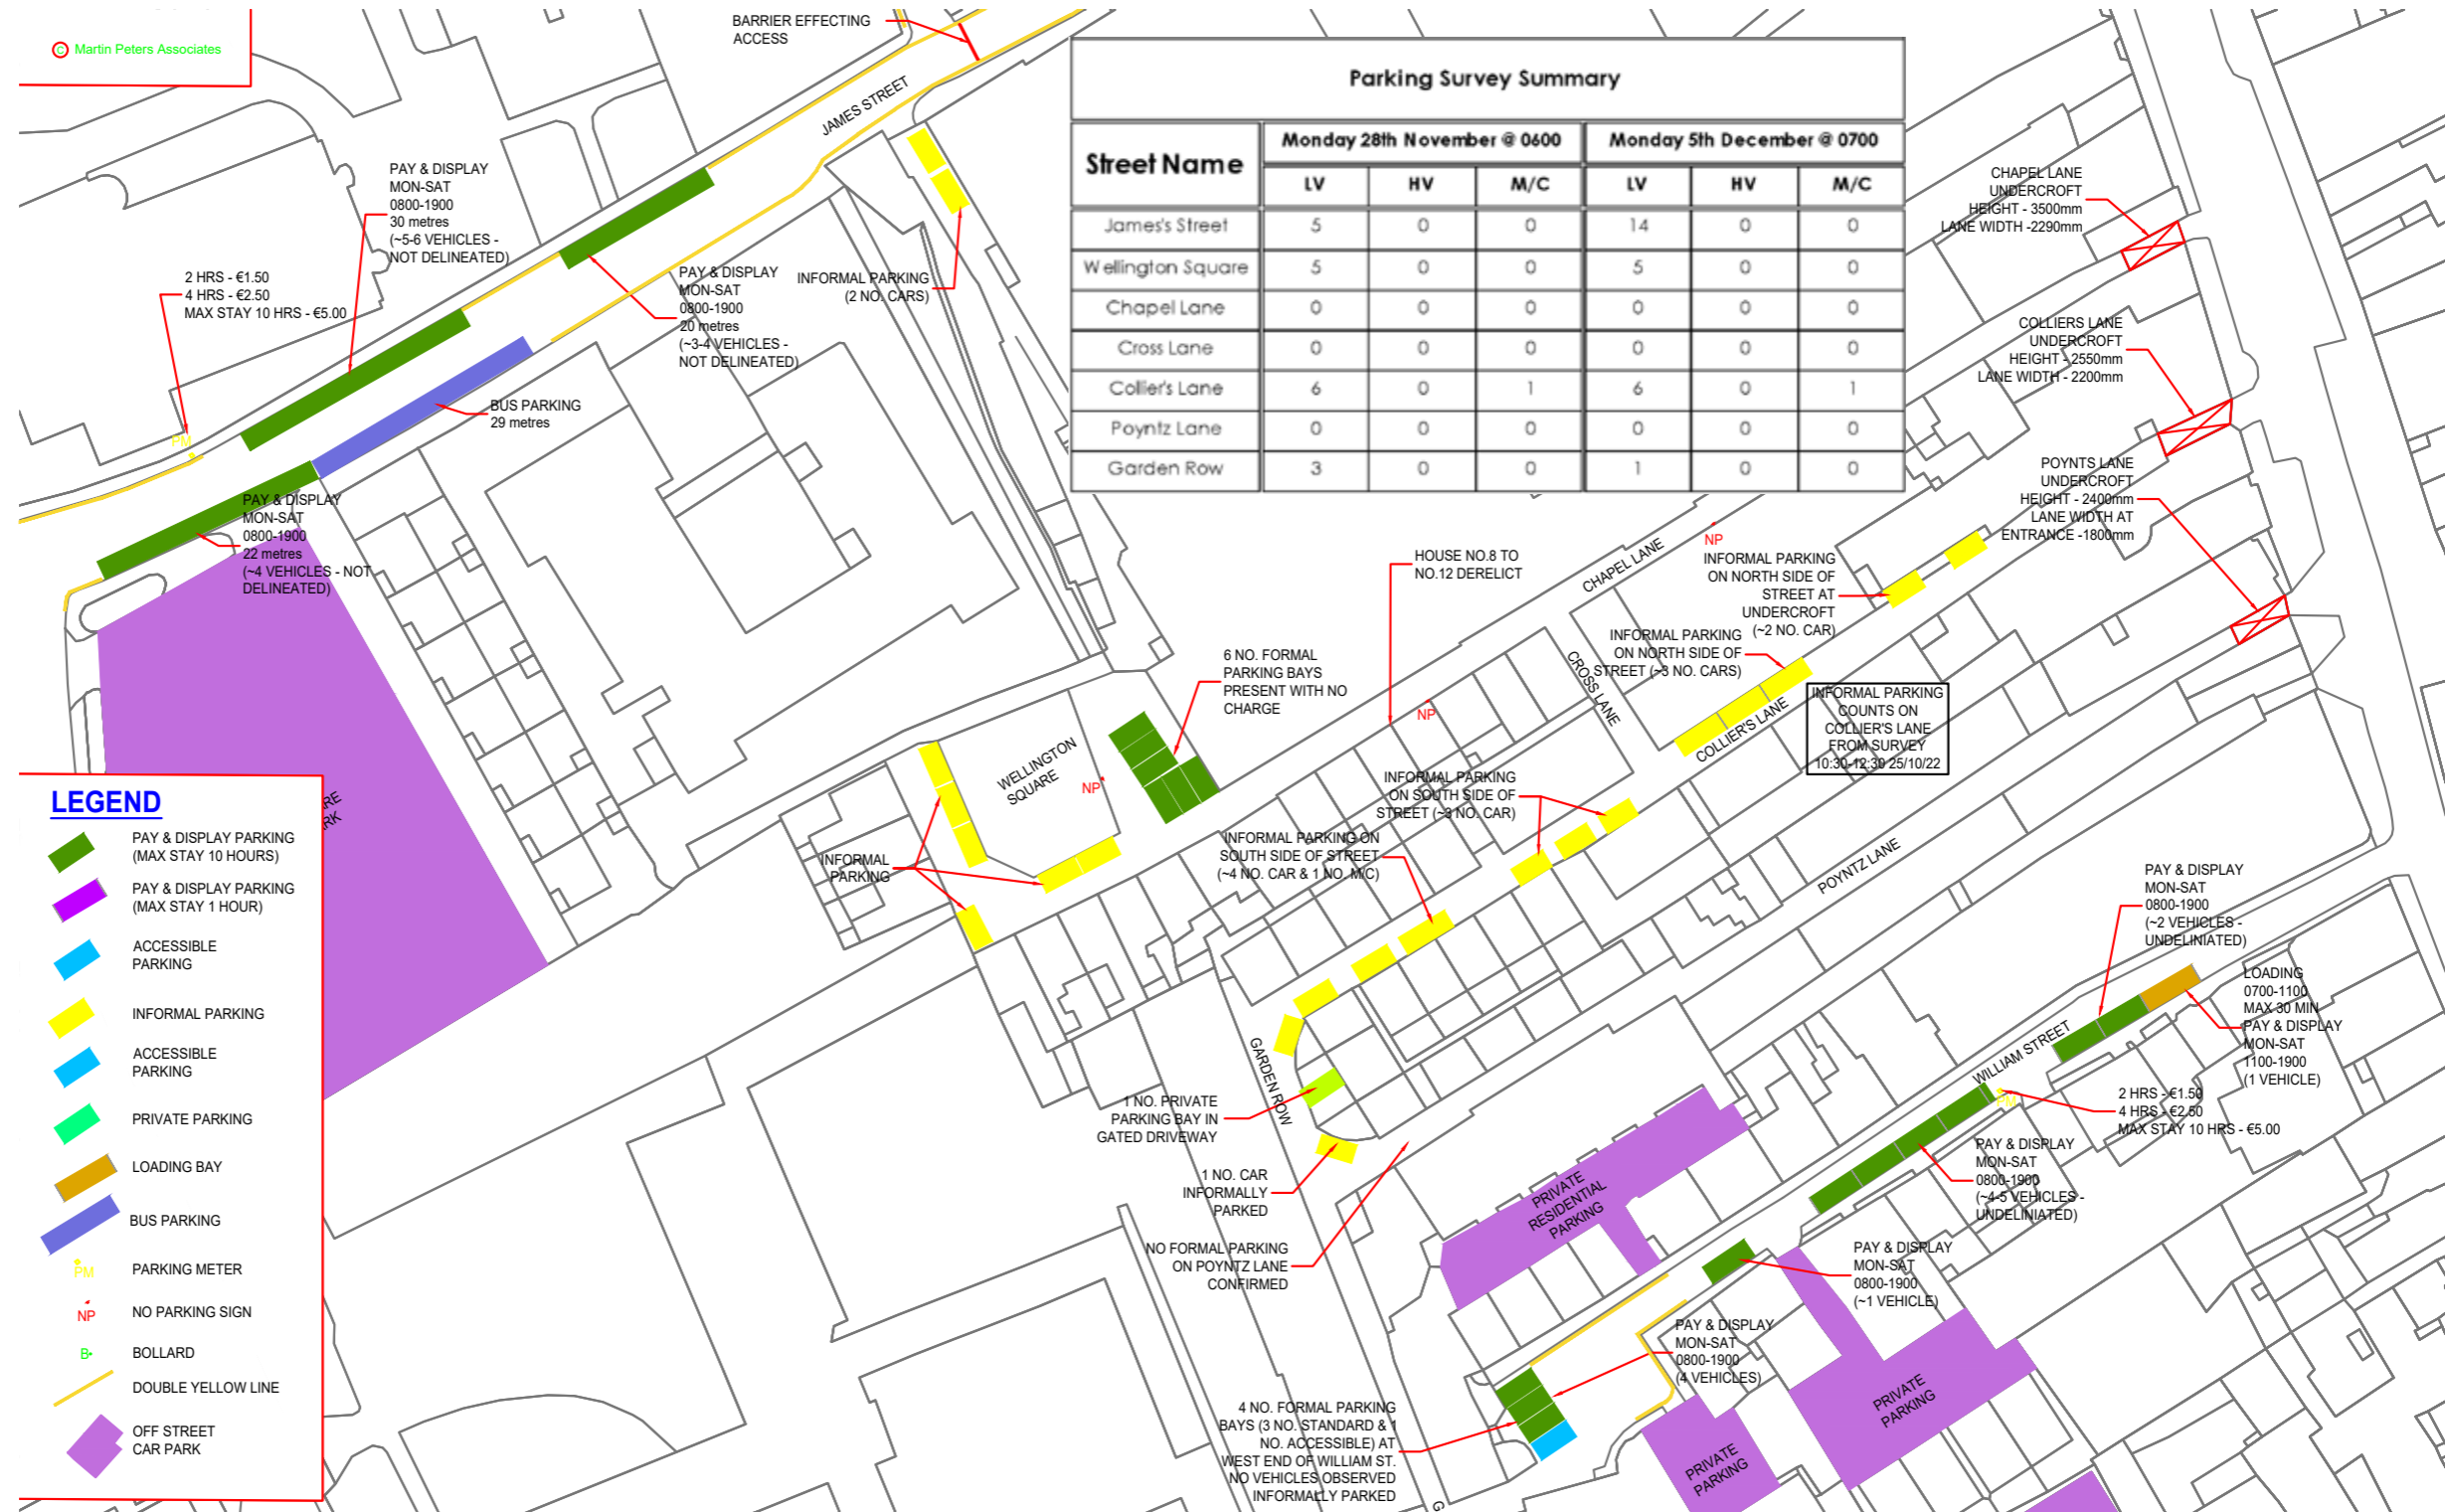 © Martin Peters Associates
BARRIER EFFECTING
ACCESS
JAMES STREET
PAY & DISPLAY
MON-SAT
0800-1900
30 metres
(~5-6 VEHICLES -
NOT DELINEATED)
2 HRS - €1.50
4 HRS - €2.50
MAX STAY 10 HRS - €5.00
PM
PAY & DISPLAY
MON-SAT
0800-1900
20 metres
(~3-4 VEHICLES -
NOT DELINEATED)
INFORMAL PARKING
(2 NO. CARS)
BUS PARKING
29 metres
PAY & DISPLAY
MON-SAT
0800-1900
22 metres
(~4 VEHICLES - NOT
DELINEATED)
Parking Survey Summary
Street Name
Monday 28th November @ 0600 Monday 5th December @ 0700
LV HV M/C LV HV M/C
James's Street 5 0 0 14 0 0
Wellington Square 5 0 0 5 0 0
Chapel Lane 0 0 0 0 0 0
Cross Lane 0 0 0 0 0 0
Collier's Lane 6 0 1 6 0 1
Poyntz Lane 0 0 0 0 0 0
Garden Row 3 0 0 1 0 0
CHAPEL LANE
UNDERCROFT
HEIGHT - 3500mm
LANE WIDTH -2290mm
COLLIERS LANE
UNDERCROFT
HEIGHT - 2550mm
LANE WIDTH - 2200mm
POYNTS LANE
UNDERCROFT
HEIGHT - 2400mm
LANE WIDTH AT
ENTRANCE -1800mm
HOUSE NO.8 TO
NO.12 DERELICT
CHAPEL LANE
NP
INFORMAL PARKING
ON NORTH SIDE OF
STREET AT
UNDERCROFT
(~2 NO. CAR)
INFORMAL PARKING
ON NORTH SIDE OF
STREET (~3 NO. CARS)
CROSS LANE
COLLIER'S LANE
INFORMAL PARKING
COUNTS ON
COLLIER'S LANE
FROM SURVEY
10:30-12:30 25/10/22
6 NO. FORMAL
PARKING BAYS
PRESENT WITH NO
CHARGE
NP
WELLINGTON
SQUARE
NP
INFORMAL
PARKING
INFORMAL PARKING
ON SOUTH SIDE OF
STREET (~3 NO. CAR)
INFORMAL PARKING ON
SOUTH SIDE OF STREET
(~4 NO. CAR & 1 NO. M/C)
POYNTZ LANE
GARDEN ROW
1 NO. PRIVATE
PARKING BAY IN
GATED DRIVEWAY
1 NO. CAR
INFORMALLY
PARKED
NO FORMAL PARKING
ON POYNTZ LANE
CONFIRMED
PRIVATE
RESIDENTIAL
PARKING
WILLIAM STREET
PAY & DISPLAY
MON-SAT
0800-1900
(~2 VEHICLES -
UNDELINIATED)
LOADING
0700-1100
MAX 30 MIN
PAY & DISPLAY
MON-SAT
1100-1900
(1 VEHICLE)
PM
2 HRS - €1.50
4 HRS - €2.50
MAX STAY 10 HRS - €5.00
PAY & DISPLAY
MON-SAT
0800-1900
(~4-5 VEHICLES -
UNDELINIATED)
PAY & DISPLAY
MON-SAT
0800-1900
(~1 VEHICLE)
PAY & DISPLAY
MON-SAT
0800-1900
(4 VEHICLES)
4 NO. FORMAL PARKING
BAYS (3 NO. STANDARD & 1
NO. ACCESSIBLE) AT
WEST END OF WILLIAM ST.
NO VEHICLES OBSERVED
INFORMALLY PARKED
PRIVATE
PARKING
PRIVATE
PARKING
G
RE
RK
LEGEND
PAY & DISPLAY PARKING
(MAX STAY 10 HOURS)
PAY & DISPLAY PARKING
(MAX STAY 1 HOUR)
ACCESSIBLE
PARKING
INFORMAL PARKING
ACCESSIBLE
PARKING
PRIVATE PARKING
LOADING BAY
BUS PARKING
PM PARKING METER
NP NO PARKING SIGN
B BOLLARD
DOUBLE YELLOW LINE
OFF STREET
CAR PARK